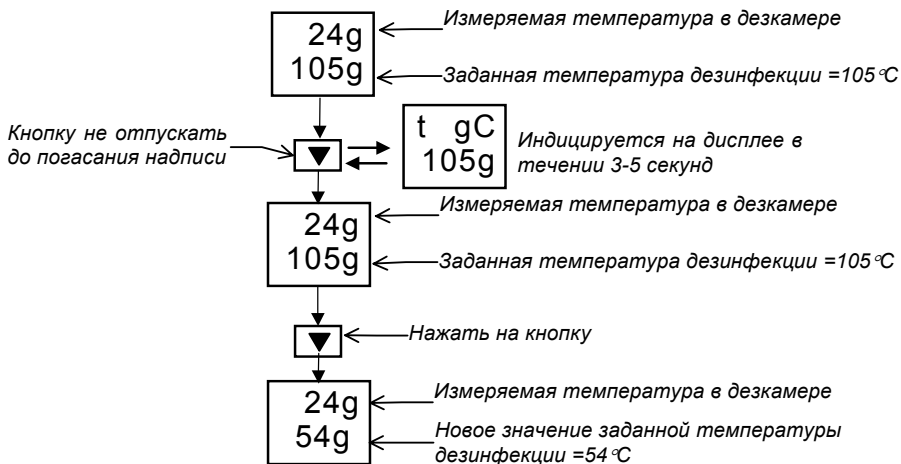 24g
105g
Измеряемая температура в дезкамере
Заданная температура дезинфекции =105°C
Кнопку не отпускать
до погасания надписи
t gC
105g
Индицируется на дисплее в
течении 3-5 секунд
24g
105g
Измеряемая температура в дезкамере
Заданная температура дезинфекции =105°C
Нажать на кнопку
24g
54g
Измеряемая температура в дезкамере
Новое значение заданной температуры
дезинфекции =54°C